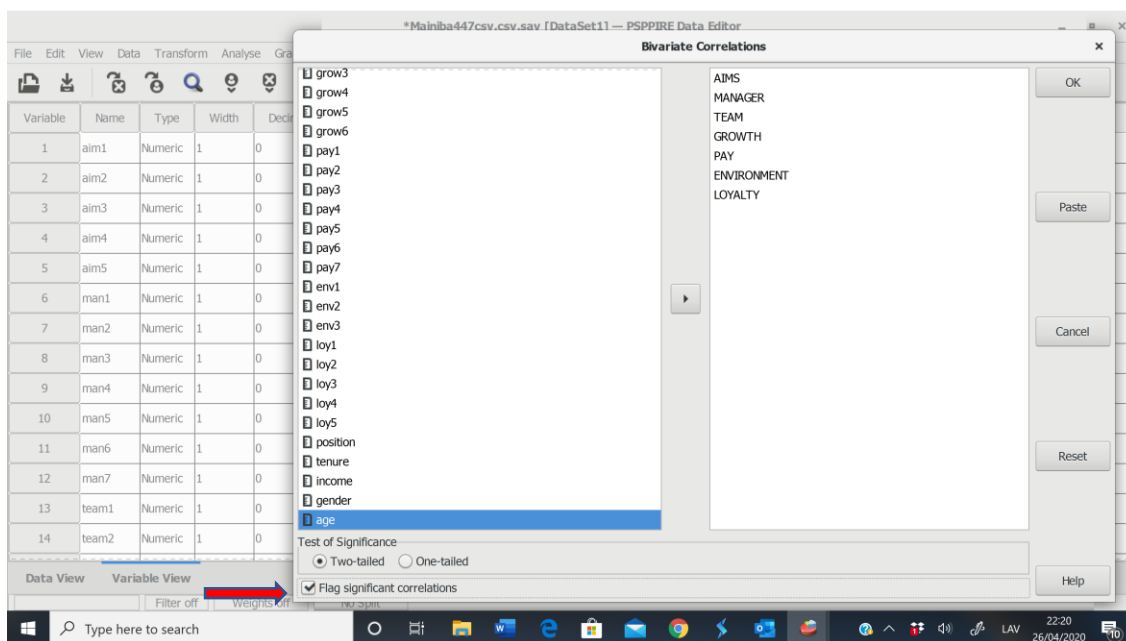 *Mainiba447csv.csv.sav [DataSet1] — PSPPIRE Data Editor
File Edit View Data Transform Analyse Gra
Variable Name Type Width Decin
1 aim1 Numeric 1 0
2 aim2 Numeric 1 0
3 aim3 Numeric 1 0
4 aim4 Numeric 1 0
5 aim5 Numeric 1 0
6 man1 Numeric 1 0
7 man2 Numeric 1 0
8 man3 Numeric 1 0
9 man4 Numeric 1 0
10 man5 Numeric 1 0
11 man6 Numeric 1 0
12 man7 Numeric 1 0
13 team1 Numeric 1 0
14 team2 Numeric 1 0
Data View Variable View
Filter off Weights off No Split
Bivariate Correlations
grow3
grow4
grow5
grow6
pay1
pay2
pay3
pay4
pay5
pay6
pay7
env1
env2
env3
loy1
loy2
loy3
loy4
loy5
position
tenure
income
gender
age
AIMS
MANAGER
TEAM
GROWTH
PAY
ENVIRONMENT
LOYALTY
OK
Paste
Cancel
Reset
Help
Test of Significance
Two-tailed One-tailed
Flag significant correlations
Type here to search
LAV
22:20
26/04/2020
10